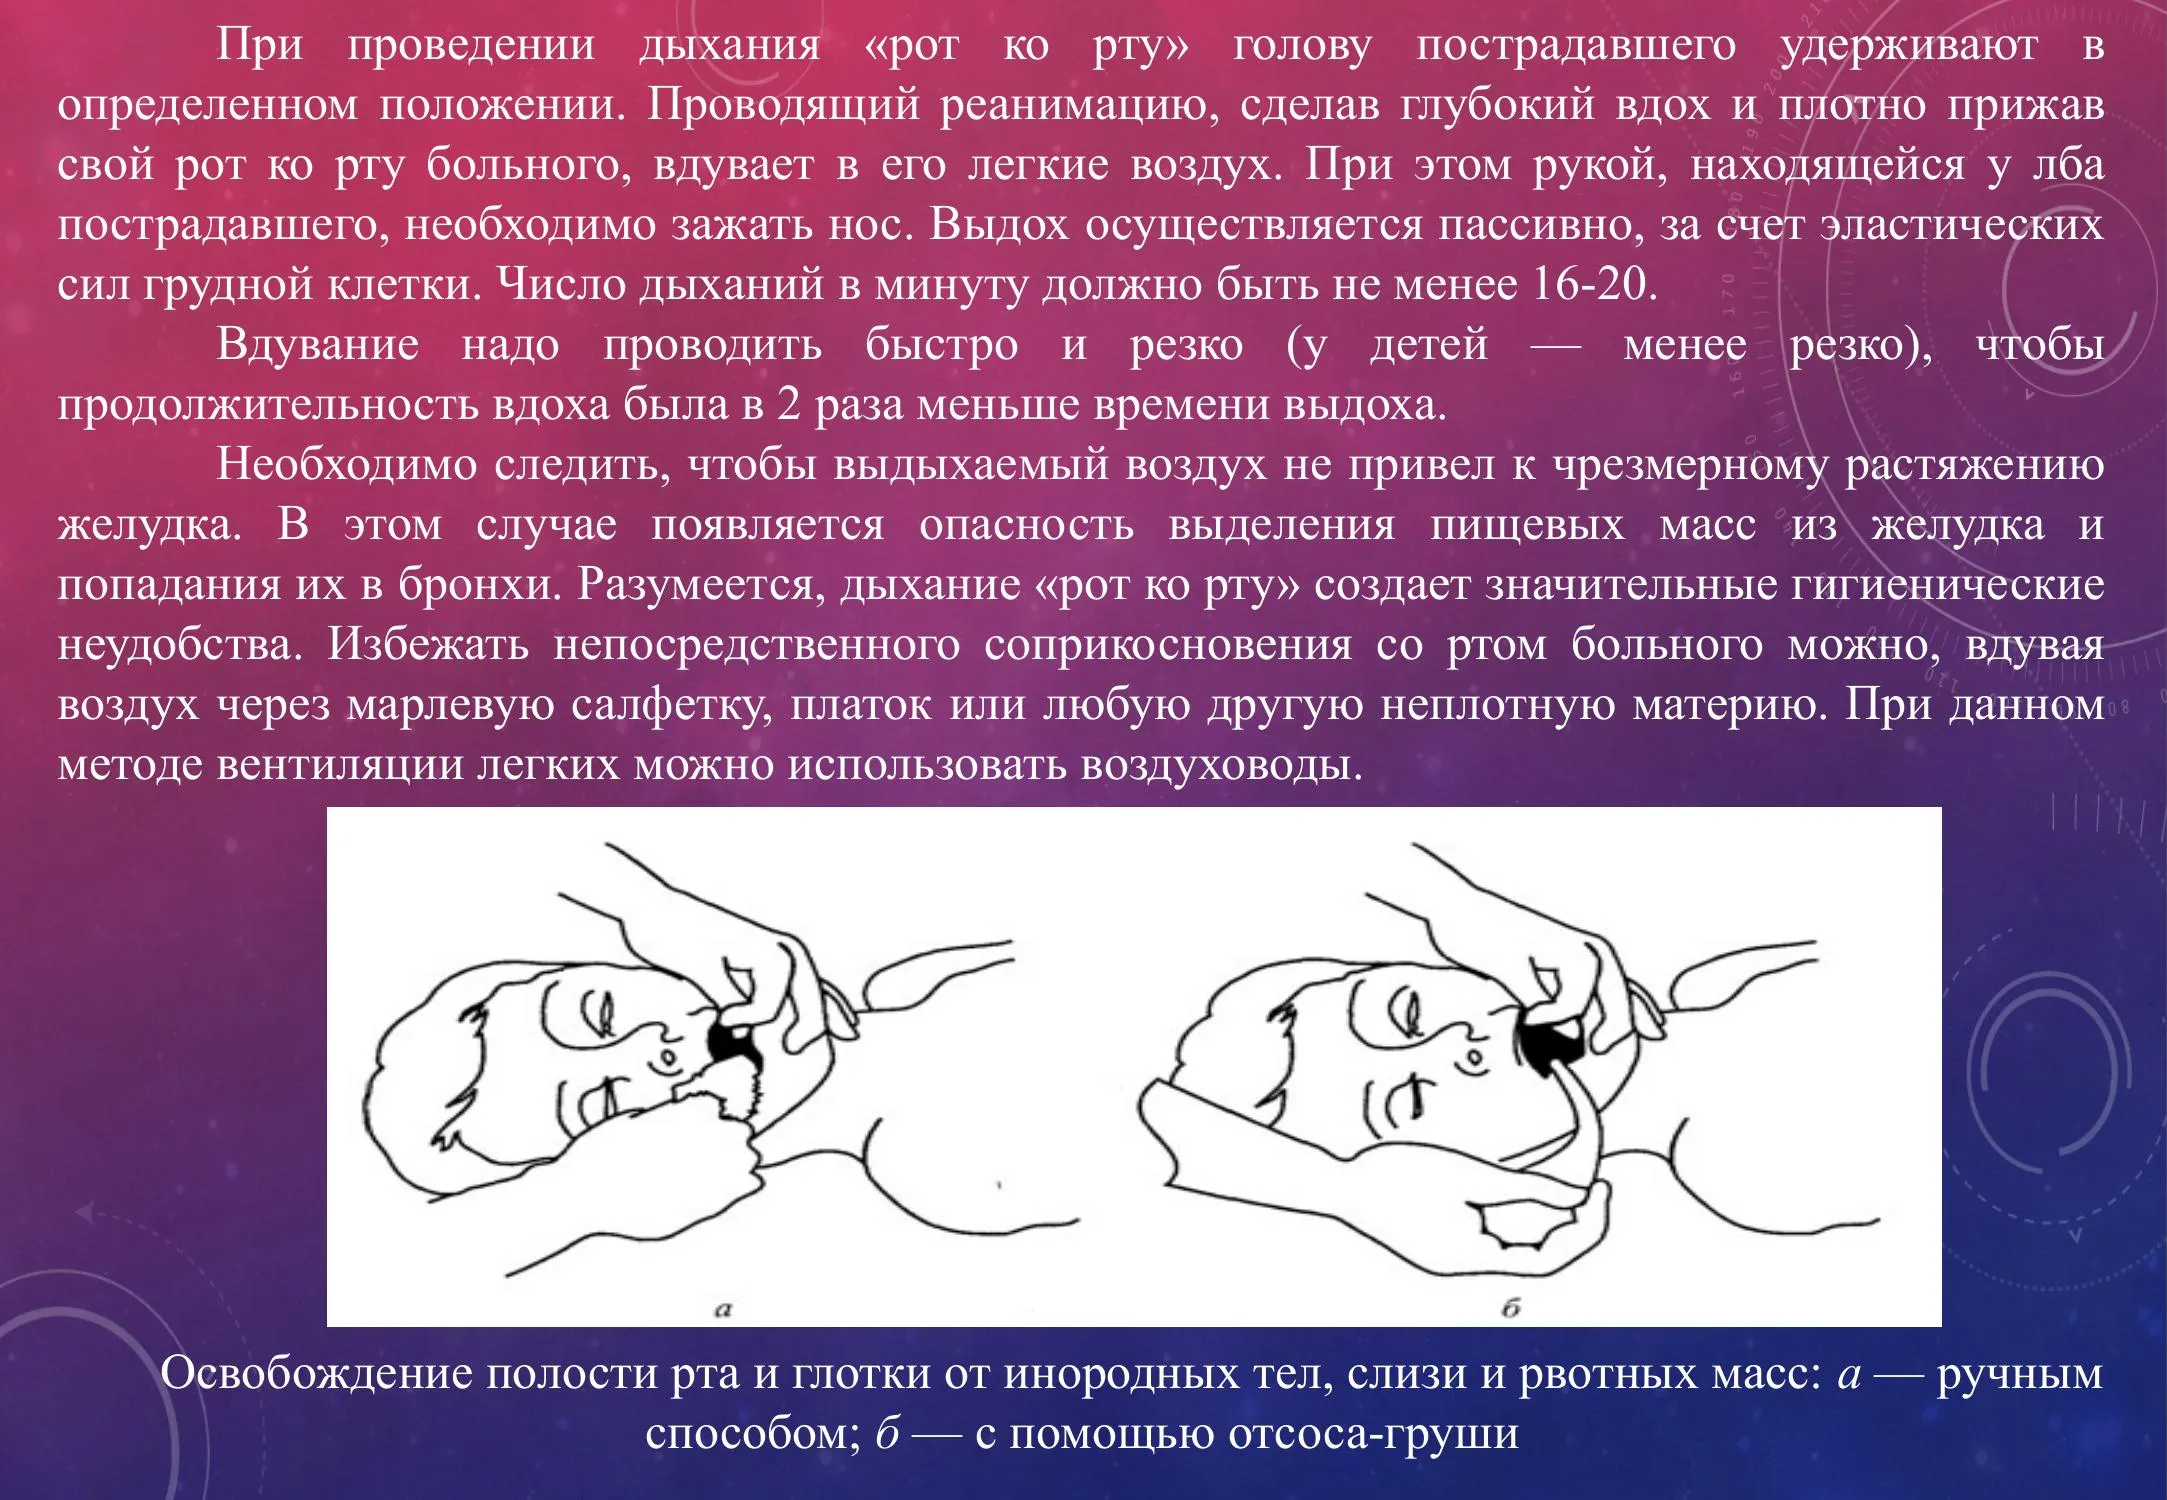 При проведении дыхания «рот ко рту» голову пострадавшего удерживают в
определенном положении. Проводящий реанимацию, сделав глубокий вдох и плотно прижав
свой рот ко рту больного, вдувает в его легкие воздух. При этом рукой, находящейся у лба
пострадавшего, необходимо зажать нос. Выдох осуществляется пассивно, за счет эластических
сил грудной клетки. Число дыханий в минуту должно быть не менее 16-20.
Вдувание надо проводить быстро и резко (у детей — менее резко), чтобы
продолжительность вдоха была в 2 раза меньше времени выдоха.
Необходимо следить, чтобы выдыхаемый воздух не привел к чрезмерному растяжению
желудка. В этом случае появляется опасность выделения пищевых масс из желудка и
попадания их в бронхи. Разумеется, дыхание «рот ко рту» создает значительные гигиенические
неудобства. Избежать непосредственного соприкосновения со ртом больного можно, вдувая
воздух через марлевую салфетку, платок или любую другую неплотную материю. При данном
методе вентиляции легких можно использовать воздуховоды.
а б
Освобождение полости рта и глотки от инородных тел, слизи и рвотных масс: а — ручным
способом; б — с помощью отсоса-груши